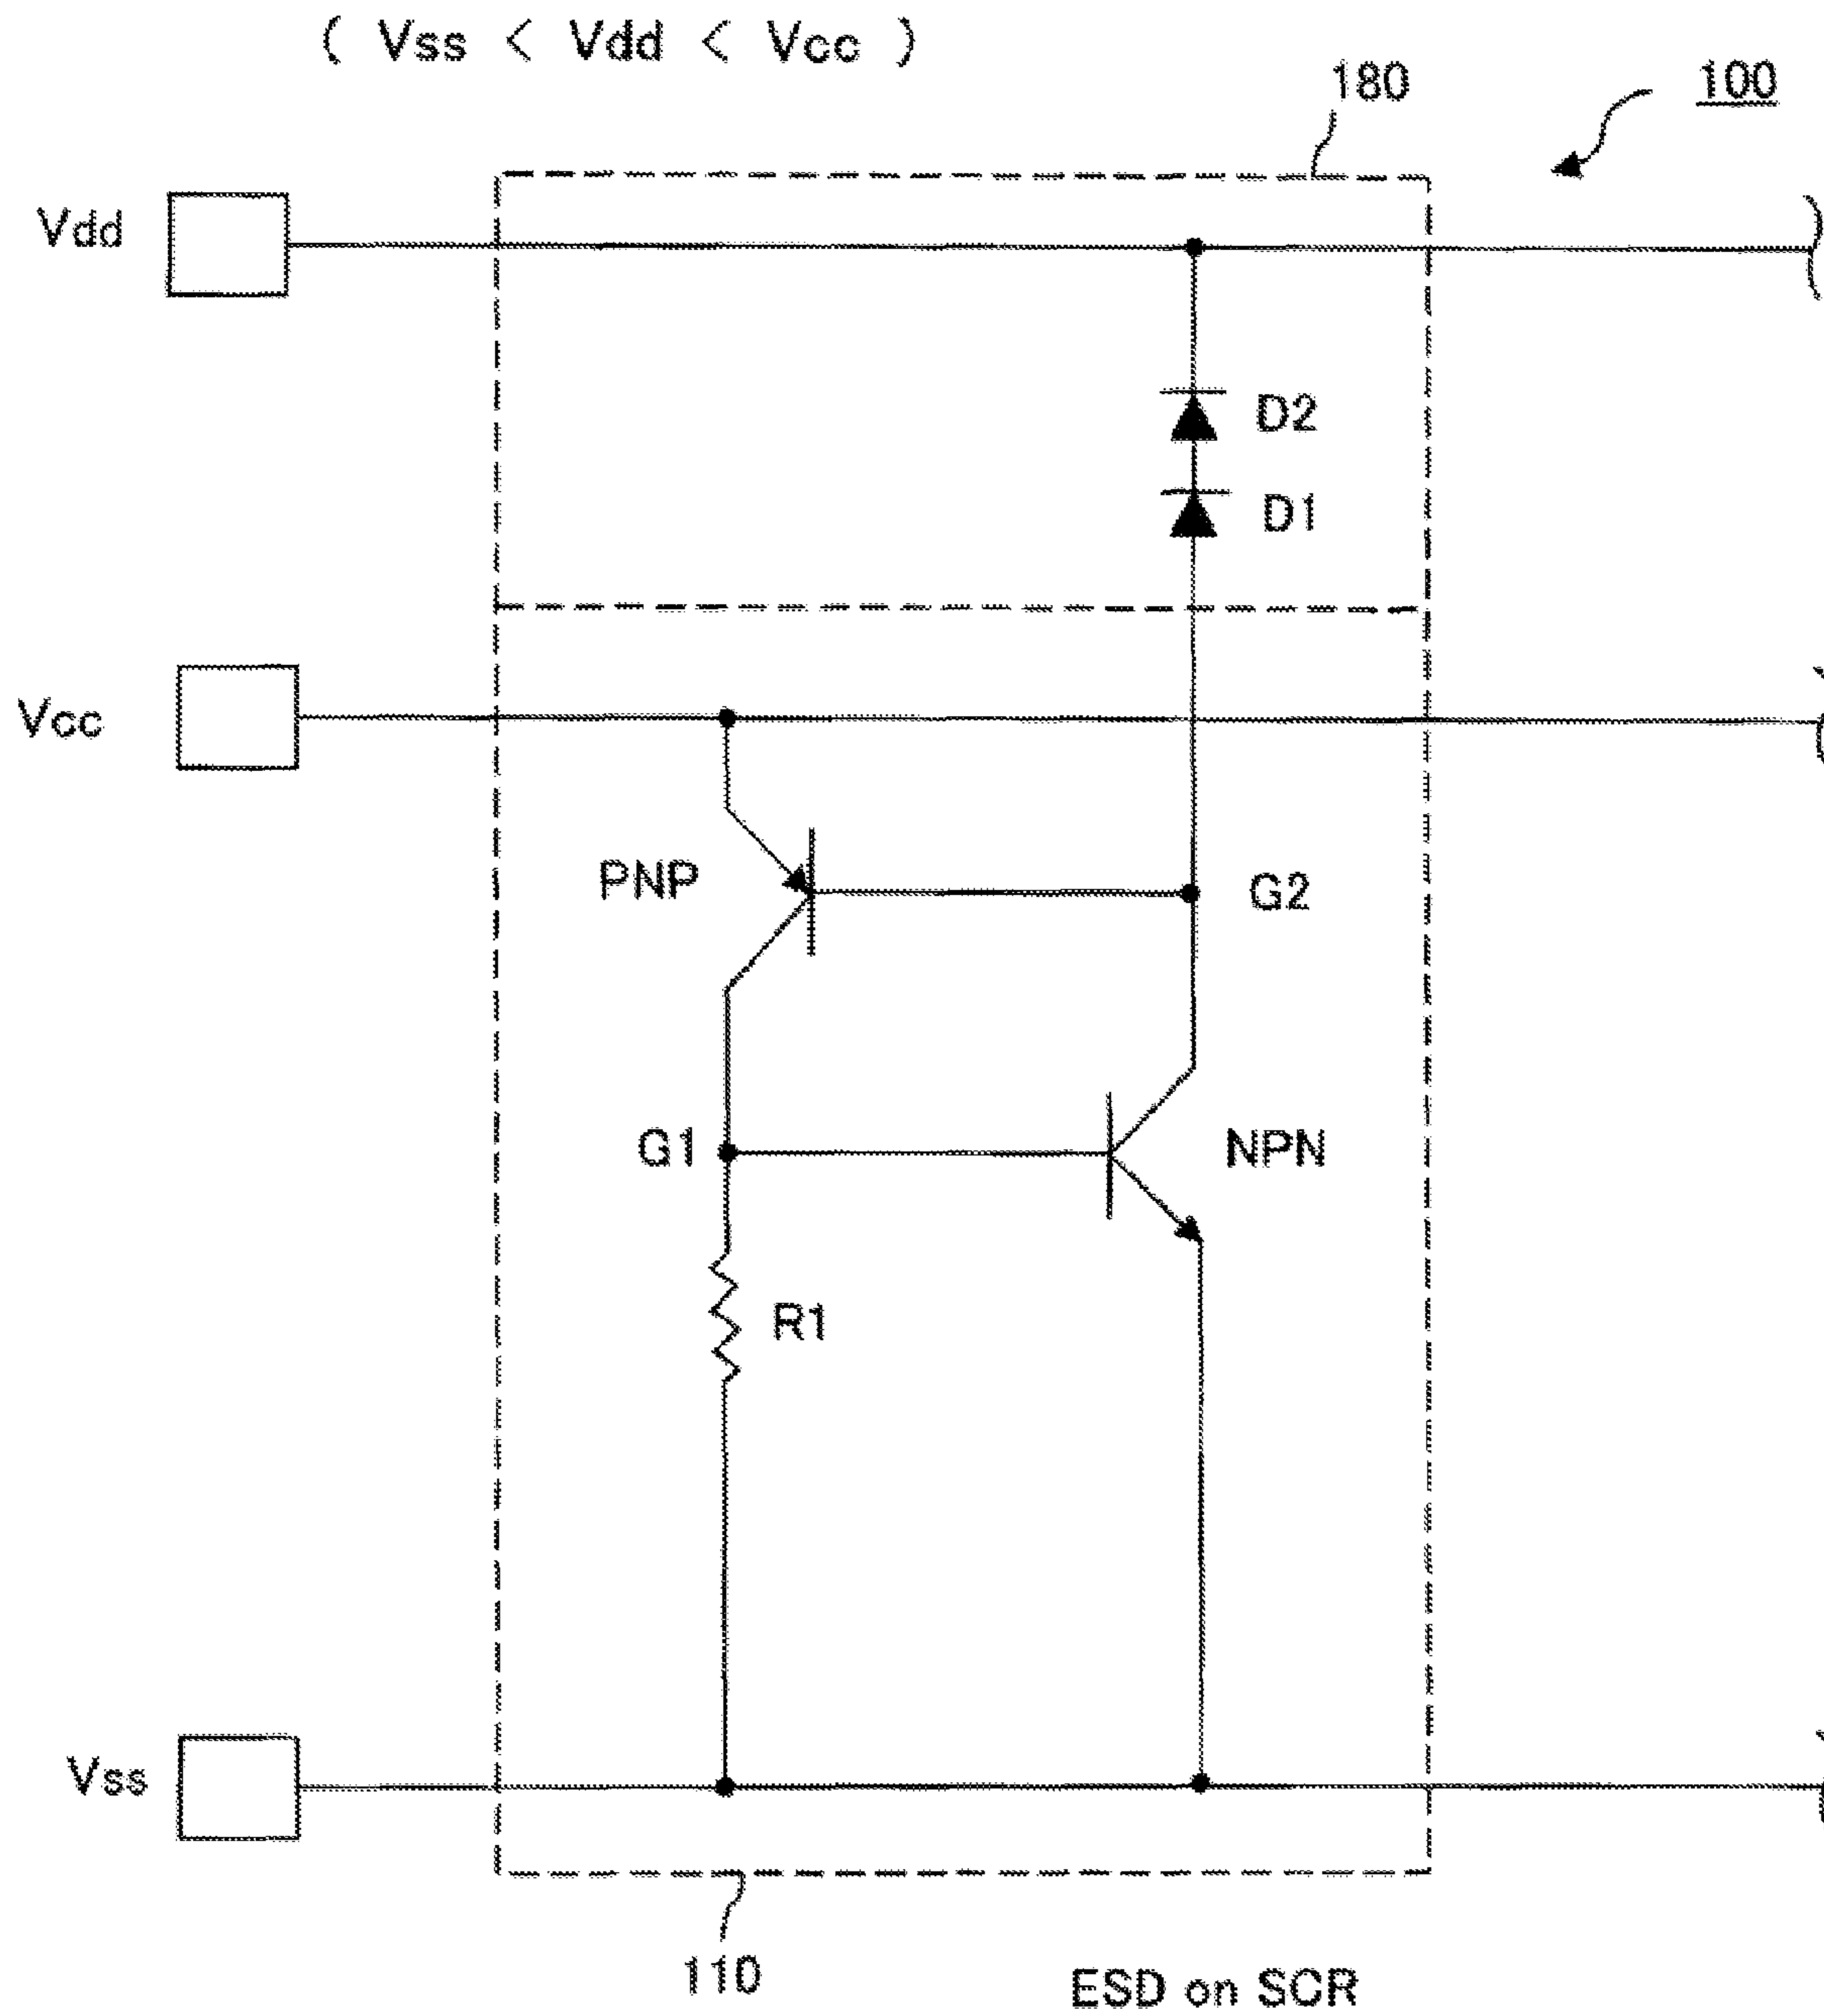 ( Vss < Vdd < Vcc )
180
100
Vdd
D2
D1
Vcc
PNP
G2
G1
NPN
R1
Vss
110
ESD on SCR